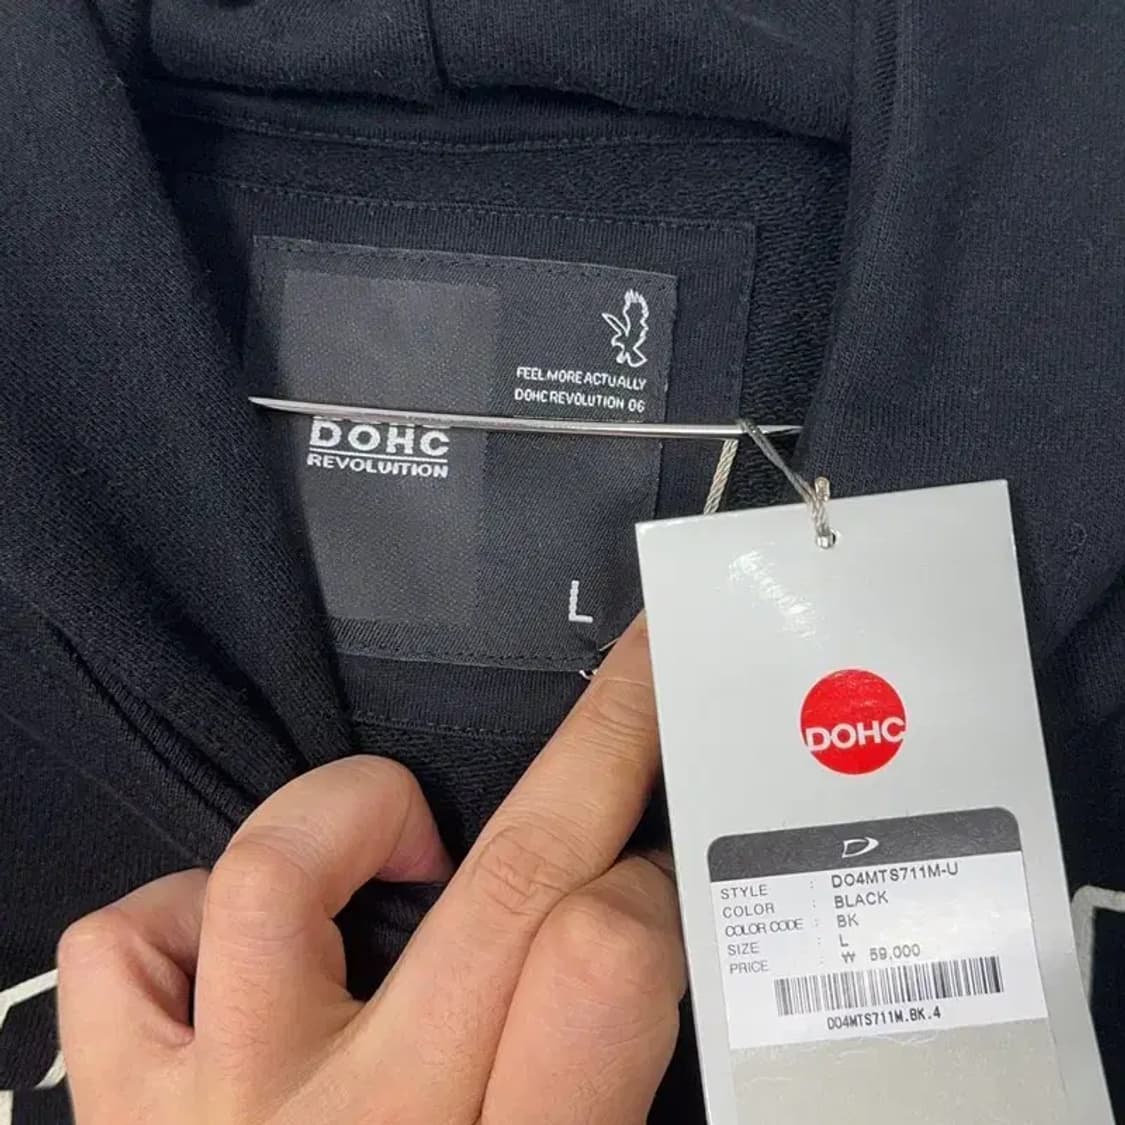 FEEL MORE ACTUALLY
DOHC REVOLUTION 06
DOHC
REVOLUITION
L
DOHC
STYLE : DO4MTS711M-U
COLOR : BLACK
COLOR CODE : BK
SIZE : L
PRICE ₩ 59,000
DO4MTS711M.BK.4